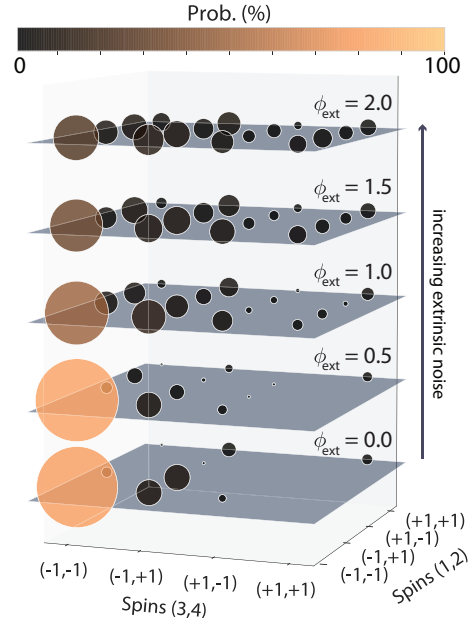 Prob. (%)
0 100
ϕext = 2.0
ϕext = 1.5
ϕext = 1.0
ϕext = 0.5
ϕext = 0.0
increasing extrinsic noise
(-1,-1) (-1,+1) (+1,-1) (+1,+1)
Spins (3,4)
(-1,-1)
(-1,+1)
(+1,-1)
(+1,+1)
Spins (1,2)